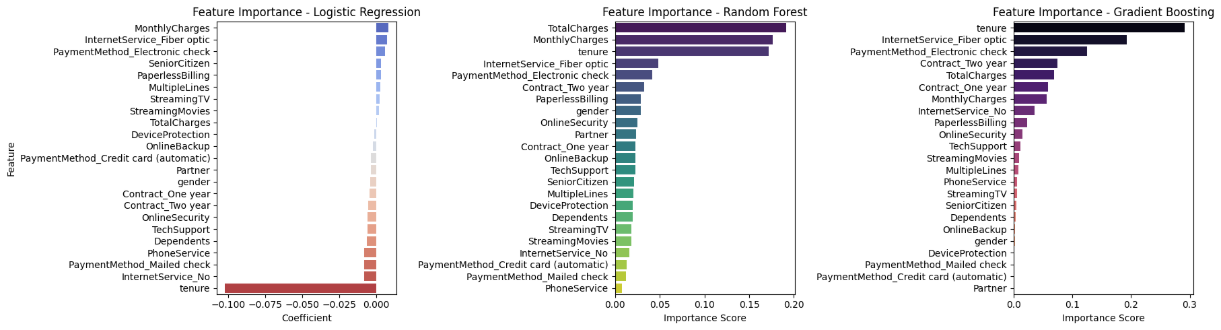 Feature Importance - Logistic Regression
Feature
MonthlyCharges
InternetService_Fiber optic
PaymentMethod_Electronic check
SeniorCitizen
PaperlessBilling
MultipleLines
StreamingTV
StreamingMovies
TotalCharges
DeviceProtection
OnlineBackup
PaymentMethod_Credit card (automatic)
Partner
gender
Contract_One year
Contract_Two year
OnlineSecurity
TechSupport
Dependents
PhoneService
PaymentMethod_Mailed check
InternetService_No
tenure
−0.100 −0.075 −0.050 −0.025 0.000
Coefficient
Feature Importance - Random Forest
TotalCharges
MonthlyCharges
tenure
InternetService_Fiber optic
PaymentMethod_Electronic check
Contract_Two year
PaperlessBilling
gender
OnlineSecurity
Partner
Contract_One year
OnlineBackup
TechSupport
SeniorCitizen
MultipleLines
DeviceProtection
Dependents
StreamingTV
StreamingMovies
InternetService_No
PaymentMethod_Credit card (automatic)
PaymentMethod_Mailed check
PhoneService
0.00 0.05 0.10 0.15 0.20
Importance Score
Feature Importance - Gradient Boosting
tenure
InternetService_Fiber optic
PaymentMethod_Electronic check
Contract_Two year
TotalCharges
Contract_One year
MonthlyCharges
InternetService_No
PaperlessBilling
OnlineSecurity
TechSupport
StreamingMovies
MultipleLines
PhoneService
StreamingTV
SeniorCitizen
Dependents
OnlineBackup
gender
DeviceProtection
PaymentMethod_Mailed check
PaymentMethod_Credit card (automatic)
Partner
0.0 0.1 0.2 0.3
Importance Score